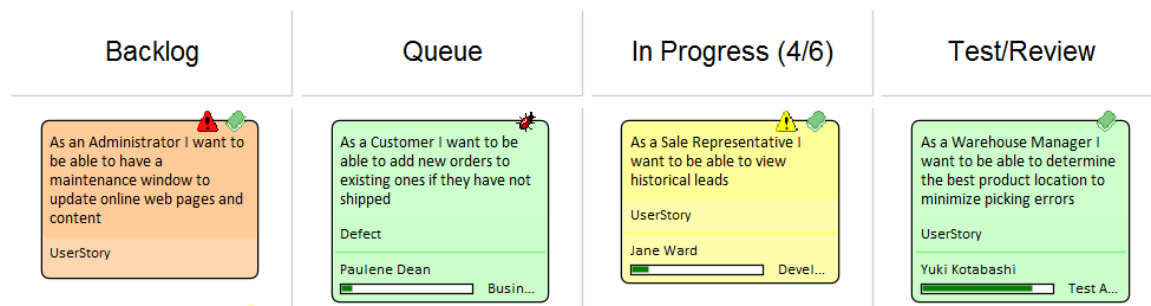 Backlog
Queue
In Progress (4/6)
Test/Review
As an Administrator I want to
be able to have a
maintenance window to
update online web pages and
content
UserStory
As a Customer I want to be
able to add new orders to
existing ones if they have not
shipped
Defect
Paulene Dean
Busin...
As a Sale Representative I
want to be able to view
historical leads
UserStory
Jane Ward
Devel...
As a Warehouse Manager I
want to be able to determine
the best product location to
minimize picking errors
UserStory
Yuki Kotabashi
Test A...